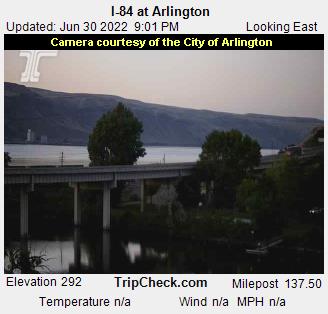 I-84 at Arlington
Updated: Jun 30 2022 9:01 PM Looking East
Camera courtesy of the City of Arlington
Elevation 292 TripCheck.com Milepost 137.50
Temperature n/a Wind n/a MPH n/a